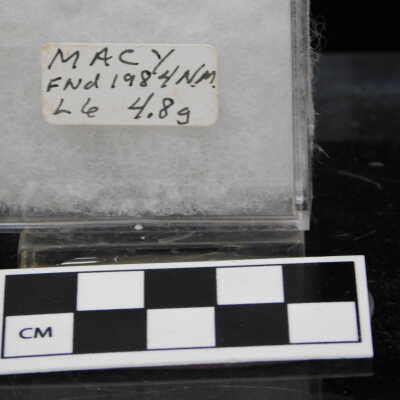 MACY
FNd 1984 N.M.
L6 4.8g
CM